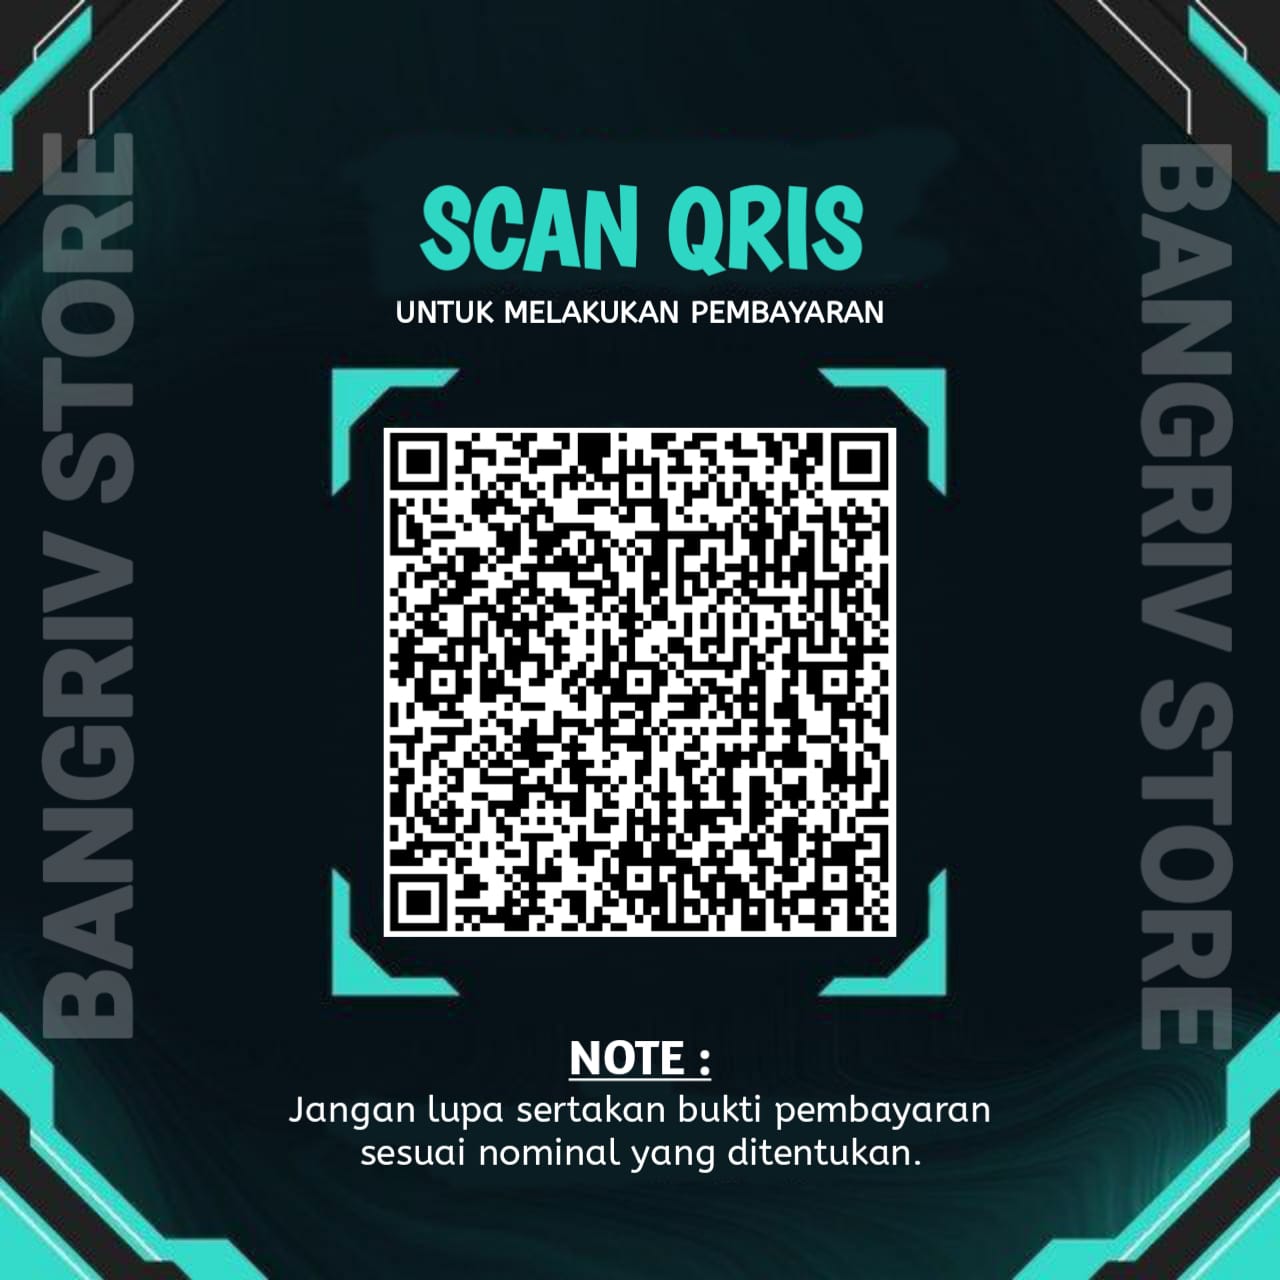 SCAN QRIS
UNTUK MELAKUKAN PEMBAYARAN
BANGRIV STORE
BANGRIV STORE
NOTE :
Jangan lupa sertakan bukti pembayaran
sesuai nominal yang ditentukan.